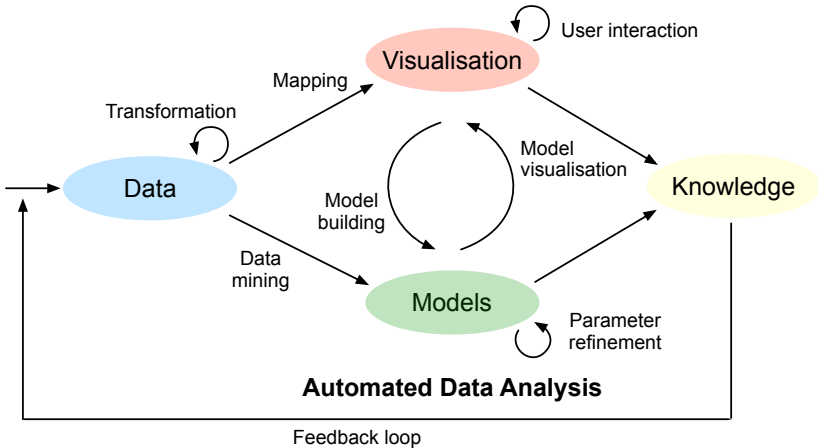 User interaction
Visualisation
Mapping
Transformation
Model
visualisation
Data
Knowledge
Model
building
Data
mining
Models
Parameter
refinement
Automated Data Analysis
Feedback loop